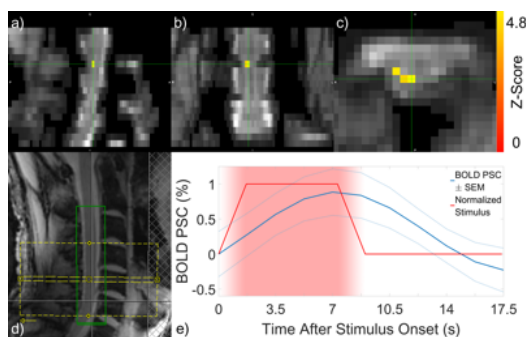 a)
b)
c)
4.8
Z-Score
0
d)
e)
BOLD PSC (%)
1
0.5
0
-0.5
BOLD PSC
± SEM
Normalized
Stimulus
0
3.5
7
10.5
14
17.5
Time After Stimulus Onset (s)